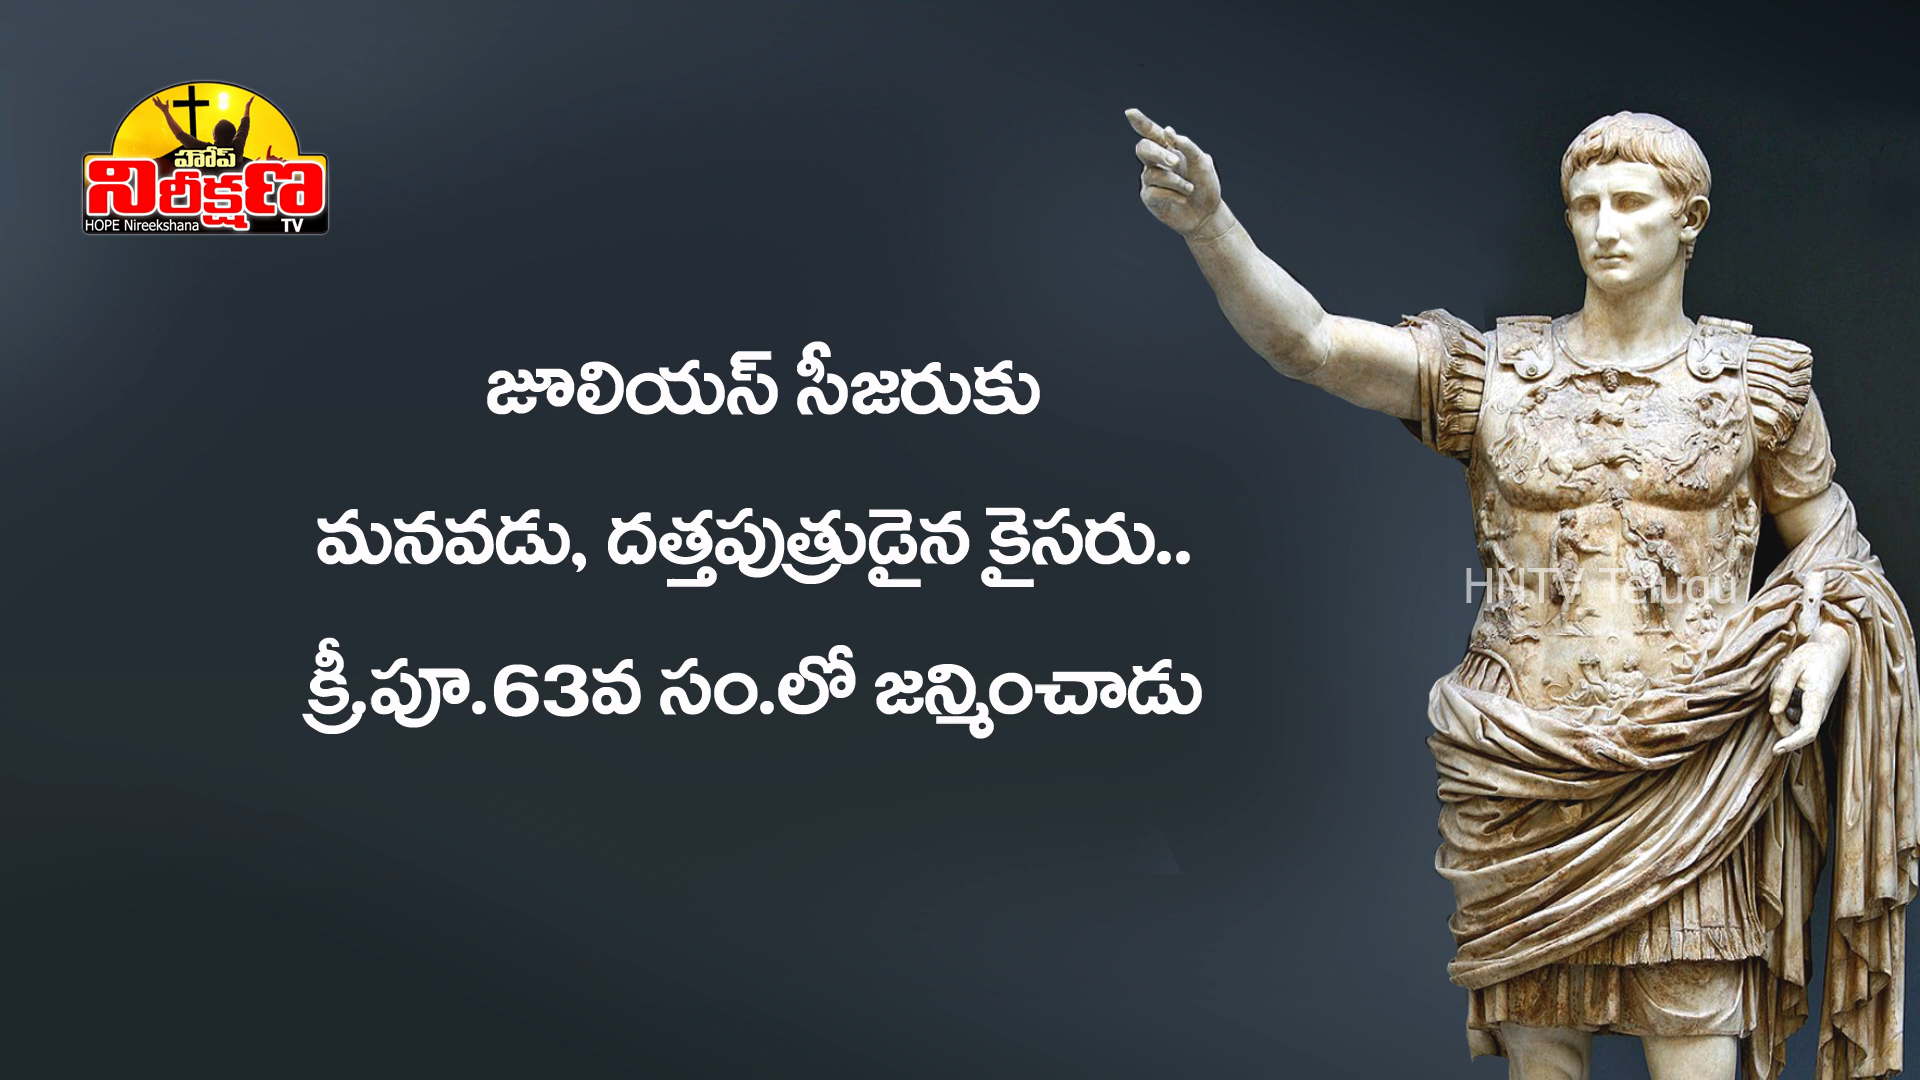 హోప్
నిరీక్షణ
HOPE Nireekshana TV
జూలియస్ సీజరుకు
మనవడు, దత్తపుత్రుడైన కైసరు..
క్రీ.పూ.63వ సం.లో జన్మించాడు
HNTV Telugu